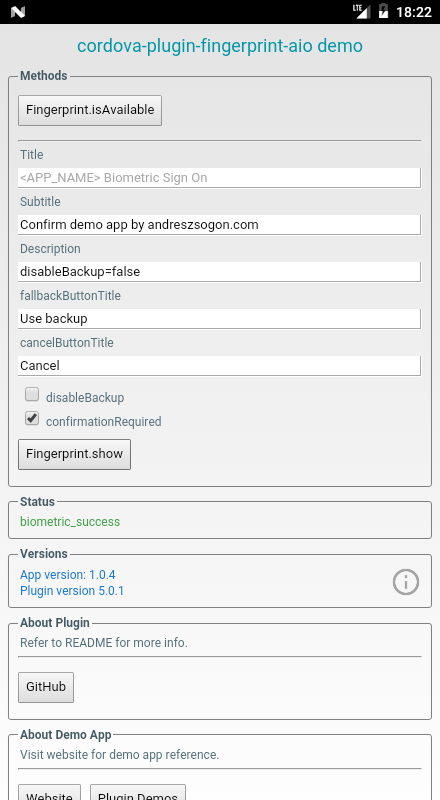 LTE 18:22
cordova-plugin-fingerprint-aio demo
Methods
Fingerprint.isAvailable
Title
<APP_NAME> Biometric Sign On
Subtitle
Confirm demo app by andreszsogon.com
Description
disableBackup=false
fallbackButtonTitle
Use backup
cancelButtonTitle
Cancel
disableBackup
confirmationRequired
Fingerprint.show
Status
biometric_success
Versions
App version: 1.0.4
Plugin version 5.0.1
About Plugin
Refer to README for more info.
GitHub
About Demo App
Visit website for demo app reference.
Website Plugin Demos